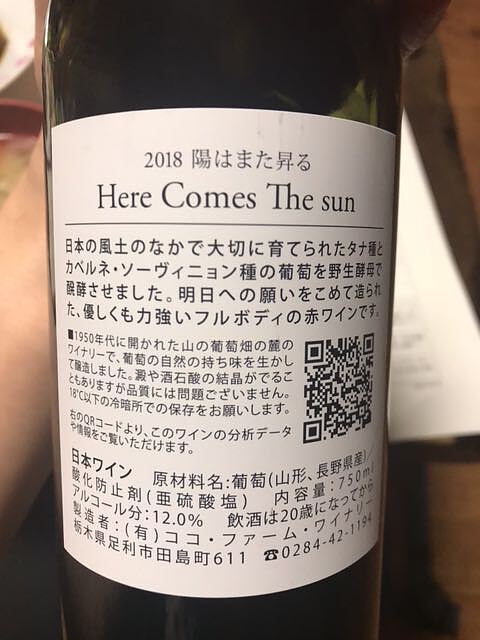 2018 陽はまた昇る
Here Comes The sun
日本の風土のなかで大切に育てられたタナ種と
カベルネ・ソーヴィニョン種の葡萄を野生酵母で
醗酵させました。明日への願いをこめて造られ
た、優しくも力強いフルボディの赤ワインです。
■1950年代に開かれた山の葡萄畑の麓の
ワイナリーで、葡萄の自然の持ち味を生かし
て醸造しました。澱や酒石酸の結晶がでるこ
ともありますが品質には問題ございません。
18℃以下の冷暗所での保存をお願いします。
右のQRコードより、このワインの分析データ
や情報をご覧いただけます。
日本ワイン 原材料名:葡萄(山形、長野県産)/
酸化防止剤(亜硫酸塩) 内容量:750ml
アルコール分:12.0% 飲酒は20歳になってから
製造者:(有)ココ・ファーム・ワイナリー
栃木県足利市田島町611 ☎0284-42-1194